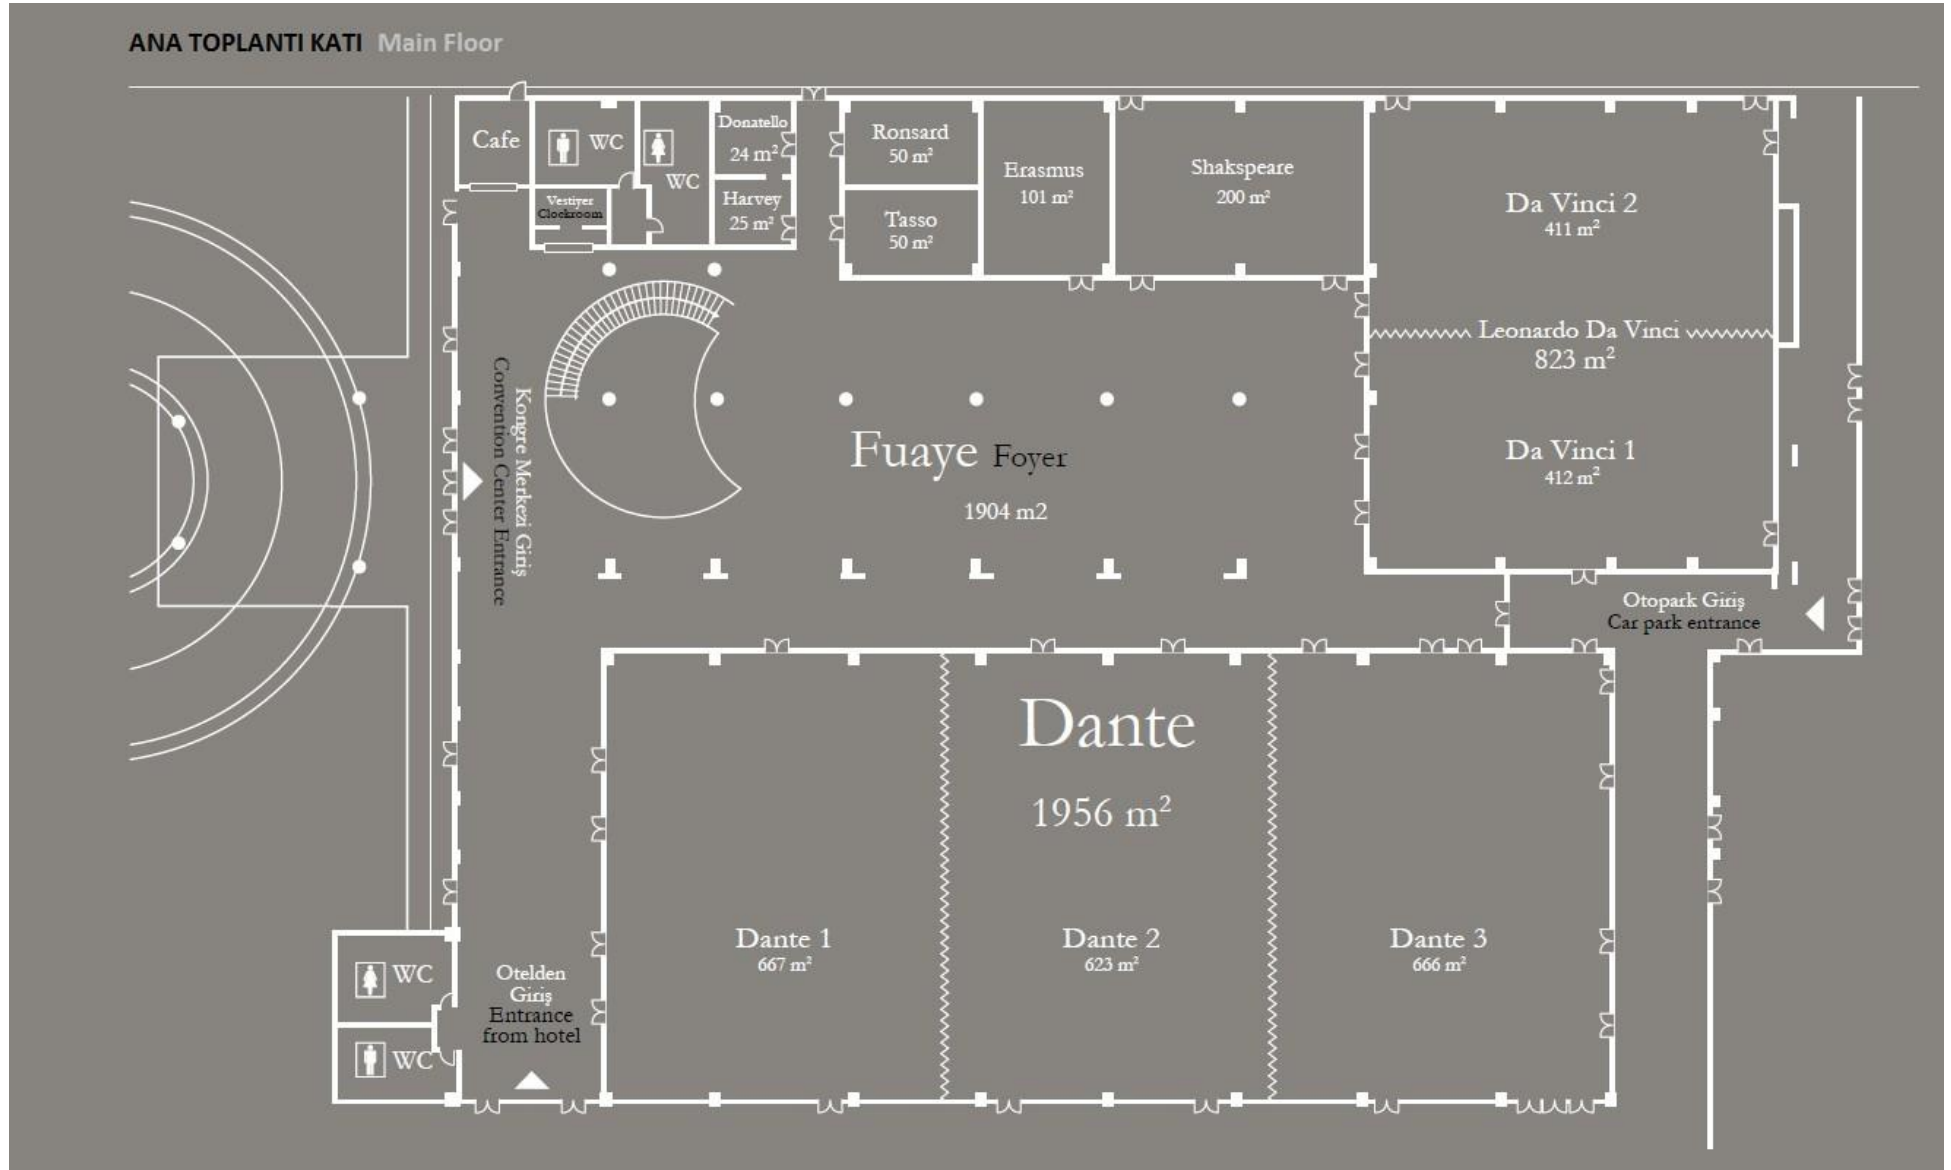 ANA TOPLANTI KATI Main Floor
Cafe
WC
WC
Vestiyer
Clockroom
Donatello
24 m²
Harvey
25 m²
Ronsard
50 m²
Tasso
50 m²
Erasmus
101 m²
Shakspeare
200 m²
Da Vinci 2
411 m²
Leonardo Da Vinci
823 m²
Da Vinci 1
412 m²
Kongre Merkezi Giriş
Convention Center Entrance
Fuaye Foyer
1904 m2
Otopark Giriş
Car park entrance
Dante
1956 m²
Dante 1
667 m²
Dante 2
623 m²
Dante 3
666 m²
WC
WC
Otelden
Giriş
Entrance
from hotel